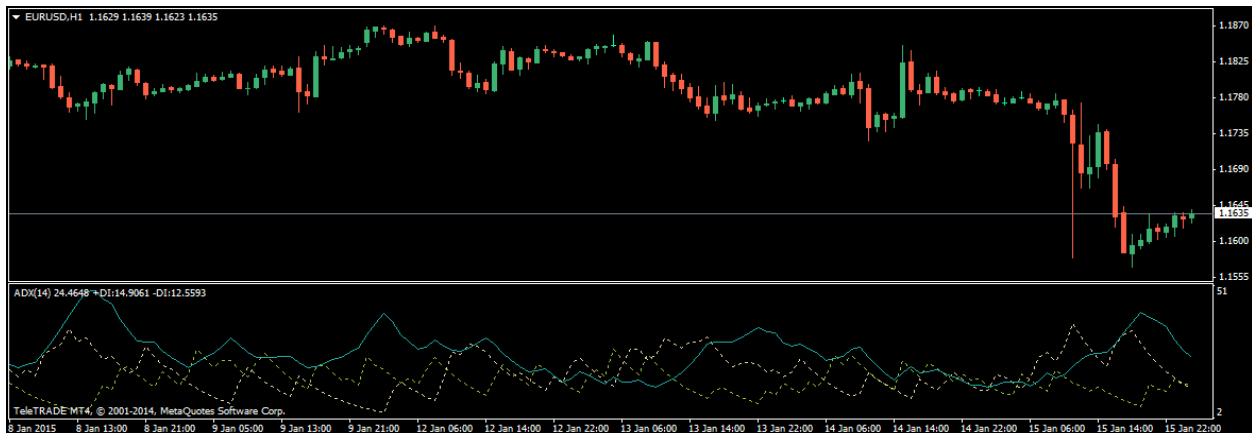 EURUSD,H1 1.1629 1.1639 1.1623 1.1635
1.1870
1.1825
1.1780
1.1735
1.1690
1.1645
1.1635
1.1600
1.1555
ADX(14) 24.4648 +DI:14.9061 -DI:12.5593
51
2
TeleTRADE MT4, © 2001-2014, MetaQuotes Software Corp.
8 Jan 2015 8 Jan 13:00 8 Jan 21:00 9 Jan 05:00 9 Jan 13:00 9 Jan 21:00 12 Jan 06:00 12 Jan 14:00 12 Jan 22:00 13 Jan 06:00 13 Jan 14:00 13 Jan 22:00 14 Jan 06:00 14 Jan 14:00 14 Jan 22:00 15 Jan 06:00 15 Jan 14:00 15 Jan 22:00